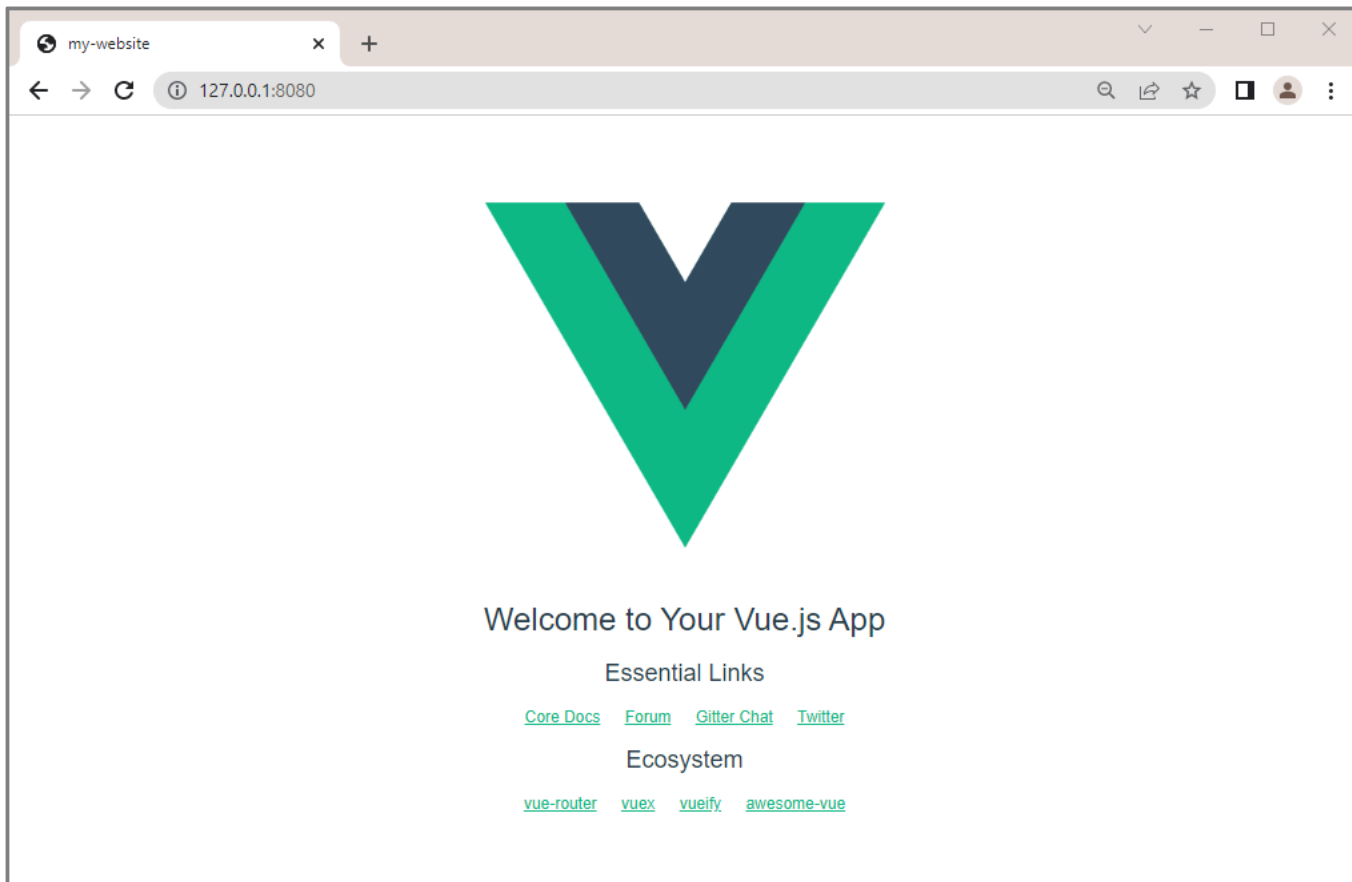 my-website
127.0.0.1:8080
Welcome to Your Vue.js App
Essential Links
Core Docs Forum Gitter Chat Twitter
Ecosystem
vue-router vuex vueify awesome-vue